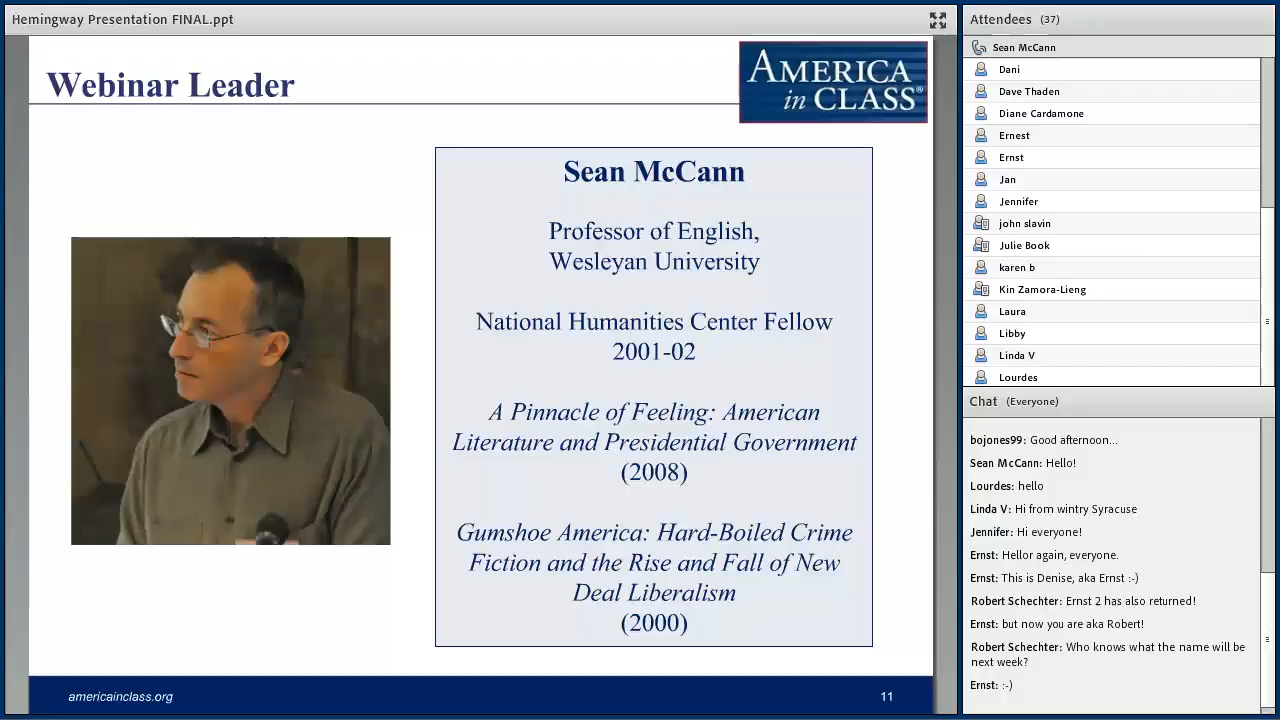 Hemingway Presentation FINAL.ppt
Webinar Leader
AMERICA
in CLASS®
Sean McCann
Professor of English,
Wesleyan University
National Humanities Center Fellow
2001-02
A Pinnacle of Feeling: American
Literature and Presidential Government
(2008)
Gumshoe America: Hard-Boiled Crime
Fiction and the Rise and Fall of New
Deal Liberalism
(2000)
americainclass.org
11
Attendees (37)
Sean McCann
Dani
Dave Thaden
Diane Cardamone
Ernest
Ernst
Jan
Jennifer
john slavin
Julie Book
karen b
Kin Zamora-Lieng
Laura
Libby
Linda V
Lourdes
Chat (Everyone)
bojones99: Good afternoon...
Sean McCann: Hello!
Lourdes: hello
Linda V: Hi from wintry Syracuse
Jennifer: Hi everyone!
Ernst: Hellor again, everyone.
Ernst: This is Denise, aka Ernst :-)
Robert Schechter: Ernst 2 has also returned!
Ernst: but now you are aka Robert!
Robert Schechter: Who knows what the name will be
next week?
Ernst: :-)